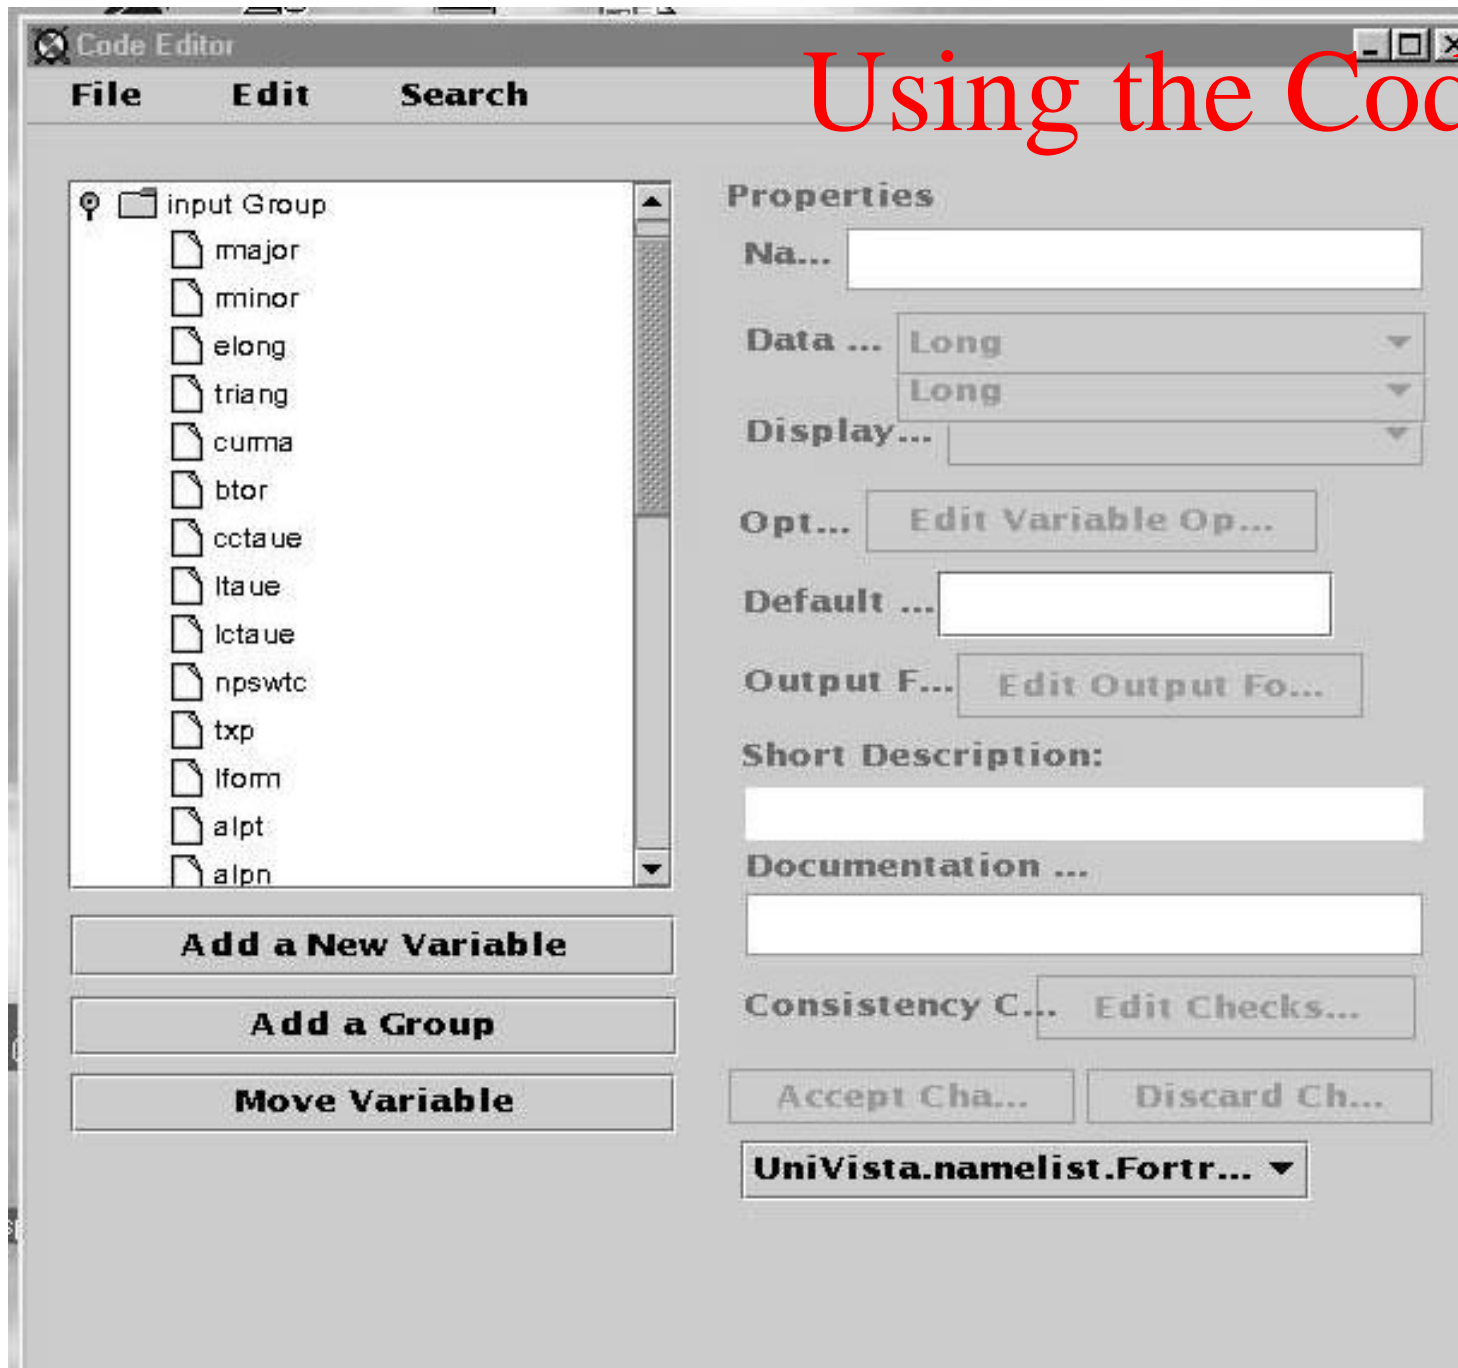 Code Editor
Using the Cod
File Edit Search
input Group
rmajor
rminor
elong
triang
curma
btor
cctaue
ltaue
lctaue
npswtc
txp
lform
alpt
alpn
Add a New Variable
Add a Group
Move Variable
Properties
Na...
Data ... Long
Long
Display...
Opt... Edit Variable Op...
Default ...
Output F... Edit Output Fo...
Short Description:
Documentation ...
Consistency C... Edit Checks...
Accept Cha... Discard Ch...
UniVista.namelist.Fortr...